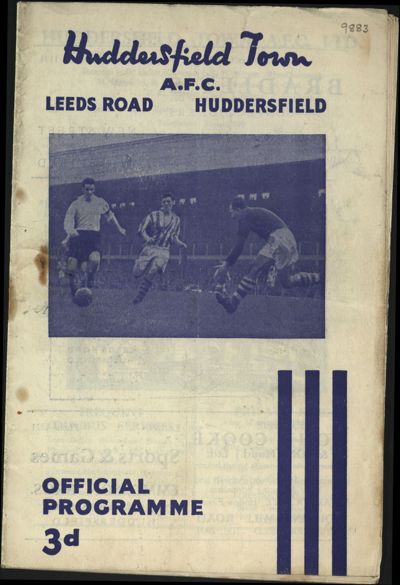 9883
Huddersfield Town
A.F.C.
LEEDS ROAD HUDDERSFIELD
OFFICIAL
PROGRAMME
3d